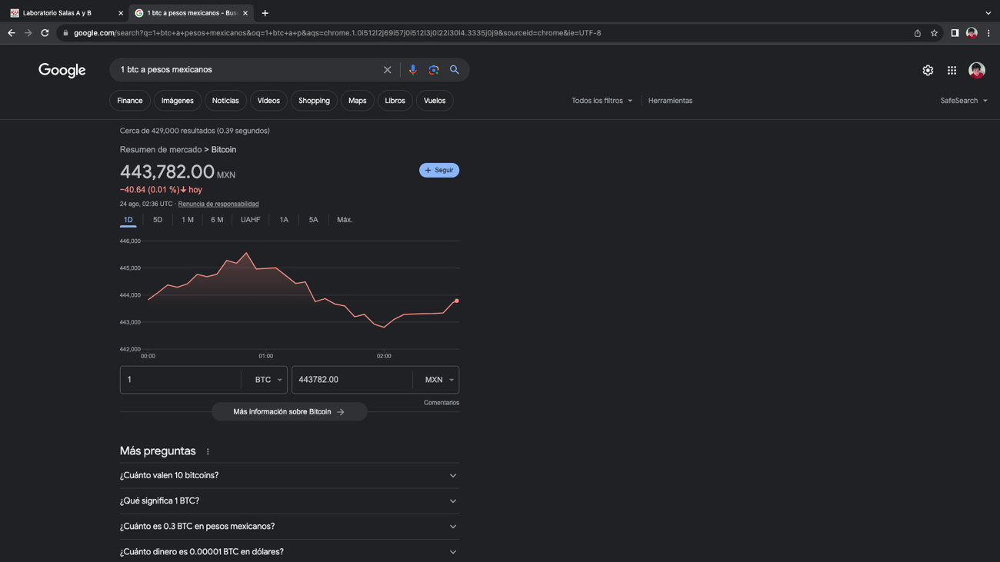 Laboratorio Salas A y B
1 btc a pesos mexicanos - Bus
google.com/search?q=1+btc+a+pesos+mexicanos&oq=1+btc+a+p&aqs=chrome.1.0i512l2j69i57j0i512l3j0i22i30l4.3335j0j9&sourceid=chrome&ie=UTF-8
Google
1 btc a pesos mexicanos
Finance
Imágenes
Noticias
Videos
Shopping
Maps
Libros
Vuelos
Todos los filtros
Herramientas
SafeSearch
Cerca de 429,000 resultados (0.39 segundos)
Resumen de mercado > Bitcoin
443,782.00 MXN
+ Seguir
−40.64 (0.01 %)↓ hoy
24 ago, 02:36 UTC · Renuncia de responsabilidad
1D 5D 1 M 6 M UAHF 1A 5A Máx.
446,000
445,000
444,000
443,000
442,000
00:00 01:00 02:00
1 BTC 443782.00 MXN
Comentarios
Más información sobre Bitcoin →
Más preguntas
¿Cuánto valen 10 bitcoins?
¿Qué significa 1 BTC?
¿Cuánto es 0.3 BTC en pesos mexicanos?
¿Cuánto dinero es 0.00001 BTC en dólares?